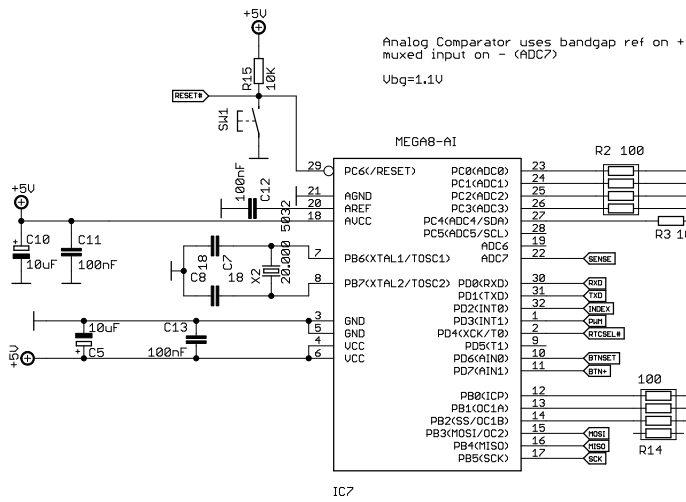 +5V
Analog Comparator uses bandgap ref on +
muxed input on - (ADC7)
Vbg=1.1V
R15
10K
RESET#
SW1
MEGA8-AI
R2 100
29 PC6(/RESET) PC0(ADC0) 23
PC1(ADC1) 24
100nF
C12
21 AGND PC2(ADC2) 25
20 AREF PC3(ADC3) 26
18 AVCC PC4(ADC4/SDA) 27
PC5(ADC5/SCL) 28
R3 10
+5V
C10
10uF
C11
100nF
ADC6 19
7 PB6(XTAL1/TOSC1) ADC7 22 SENSE
18
C7
C8
18
X2
20.000
5032
8 PB7(XTAL2/TOSC2) PD0(RXD) 30 RXD
PD1(TXD) 31 TXD
PD2(INT0) 32 INDEX
3 GND PD3(INT1) 1 PWM
5 GND PD4(XCK/T0) 2 RTCSEL#
4 VCC PD5(T1) 9
6 VCC PD6(AIN0) 10 BTNSET
PD7(AIN1) 11 BTN+
10uF
C5
C13
100nF
+5V
100
PB0(ICP) 12
PB1(OC1A) 13
PB2(SS/OC1B) 14
PB3(MOSI/OC2) 15 MOSI
PB4(MISO) 16 MISO
PB5(SCK) 17 SCK
R14
IC7